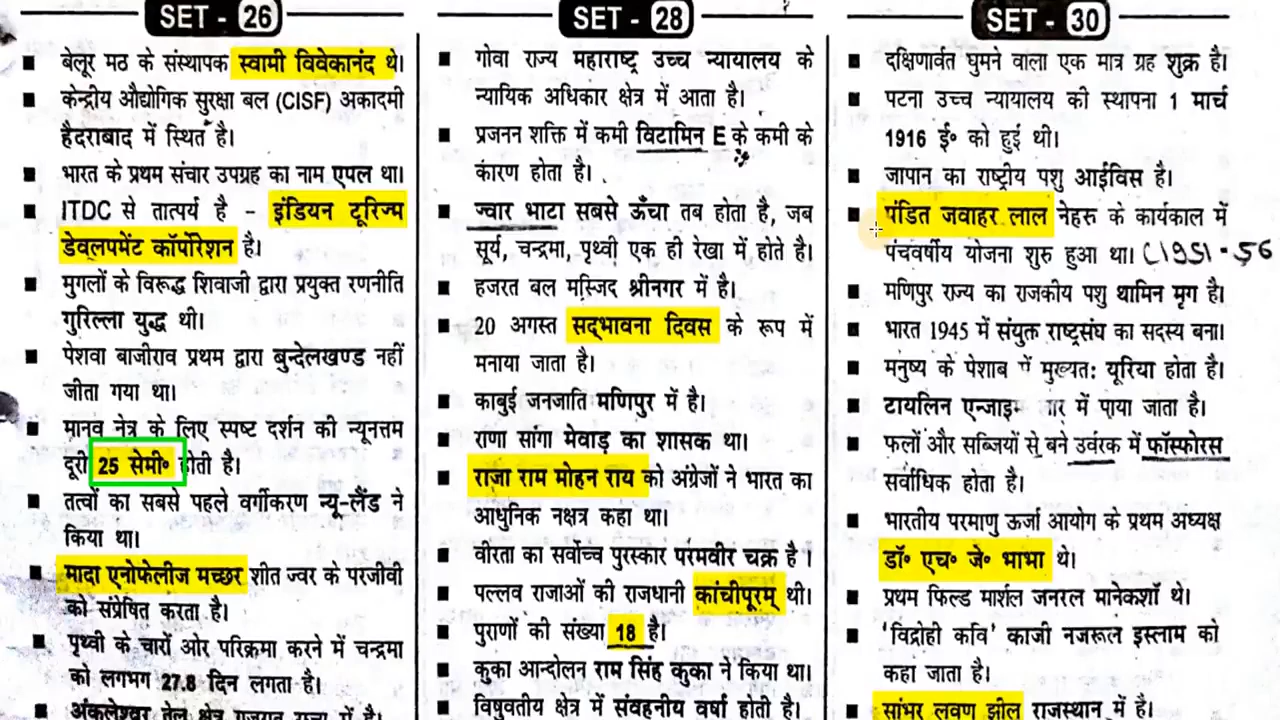 SET - 26
बेलूर मठ के संस्थापक स्वामी विवेकानंद थे।
केन्द्रीय औद्योगिक सुरक्षा बल (CISF) अकादमी
हैदराबाद में स्थित है।
भारत के प्रथम संचार उपग्रह का नाम एपल था।
ITDC से तात्पर्य है - इंडियन टूरिज्म
डेवलपमेंट कॉर्पोरेशन है।
मुगलों के विरूद्ध शिवाजी द्वारा प्रयुक्त रणनीति
गुरिल्ला युद्ध थी।
पेशवा बाजीराव प्रथम द्वारा बुन्देलखण्ड नहीं
जीता गया था।
मानव नेत्र के लिए स्पष्ट दर्शन की न्यूनतम
दूरी 25 सेमी॰ होती है।
तत्वों का सबसे पहले वर्गीकरण न्यू-लैंड ने
किया था।
मादा एनोफेलीज मच्छर शीत ज्वर के परजीवी
को संप्रेषित करता है।
पृथ्वी के चारों ओर परिक्रमा करने में चन्द्रमा
को लगभग 27.8 दिन लगता है।
अंकलेश्वर तेल क्षेत्र गुजरात राज्य में है।
SET - 28
गोवा राज्य महाराष्ट्र उच्च न्यायालय के
न्यायिक अधिकार क्षेत्र में आता है।
प्रजनन शक्ति में कमी विटामिन E के कमी के
कारण होता है।
ज्वार भाटा सबसे ऊँचा तब होता है, जब
सूर्य, चन्द्रमा, पृथ्वी एक ही रेखा में होते है।
हजरत बल मस्जिद श्रीनगर में है।
20 अगस्त सद्भावना दिवस के रूप में
मनाया जाता है।
काबुई जनजाति मणिपुर में है।
राणा सांगा मेवाड़ का शासक था।
राजा राम मोहन राय को अंग्रेजों ने भारत का
आधुनिक नक्षत्र कहा था।
वीरता का सर्वोच्च पुरस्कार परमवीर चक्र है।
पल्लव राजाओं की राजधानी कांचीपूरम् थी।
पुराणों की संख्या 18 है।
कुका आन्दोलन राम सिंह कुका ने किया था।
विषुवतीय क्षेत्र में संवहनीय वर्षा होती है।
SET - 30
दक्षिणावर्त घुमने वाला एक मात्र ग्रह शुक्र है।
पटना उच्च न्यायालय की स्थापना 1 मार्च
1916 ई॰ को हुई थी।
जापान का राष्ट्रीय पशु आईविस है।
पंडित जवाहर लाल नेहरू के कार्यकाल में
पंचवर्षीय योजना शुरु हुआ था। (1951-56
मणिपुर राज्य का राजकीय पशु थामिन मृग है।
भारत 1945 में संयुक्त राष्ट्रसंघ का सदस्य बना।
मनुष्य के पेशाब में मुख्यत: यूरिया होता है।
टायलिन एन्जाइम लार में पाया जाता है।
फलों और सब्जियों से बने उर्वरक में फॉस्फोरस
सर्वाधिक होता है।
भारतीय परमाणु ऊर्जा आयोग के प्रथम अध्यक्ष
डॉ॰ एच॰ जे॰ भाभा थे।
प्रथम फिल्ड मार्शल जनरल मानेकशॉ थे।
'विद्रोही कवि' काजी नजरूल इस्लाम को
कहा जाता है।
सांभर लवण झील राजस्थान में है।